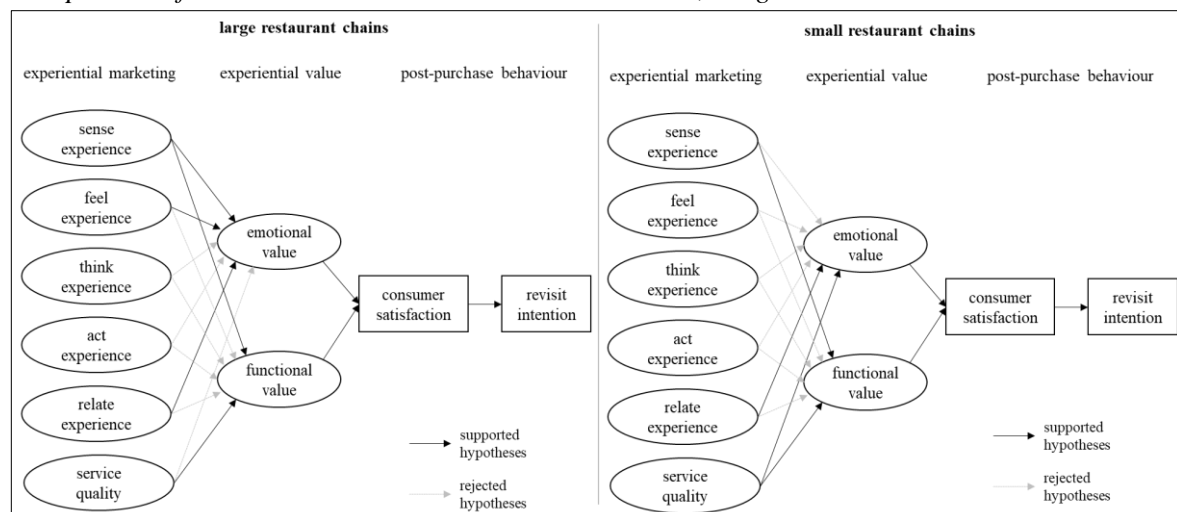 large restaurant chains
experiential marketing experiential value post-purchase behaviour
sense
experience
feel
experience
think
experience
act
experience
relate
experience
service
quality
emotional
value
functional
value
consumer
satisfaction
revisit
intention
supported
hypotheses
rejected
hypotheses
small restaurant chains
experiential marketing experiential value post-purchase behaviour
sense
experience
feel
experience
think
experience
act
experience
relate
experience
service
quality
emotional
value
functional
value
consumer
satisfaction
revisit
intention
supported
hypotheses
rejected
hypotheses